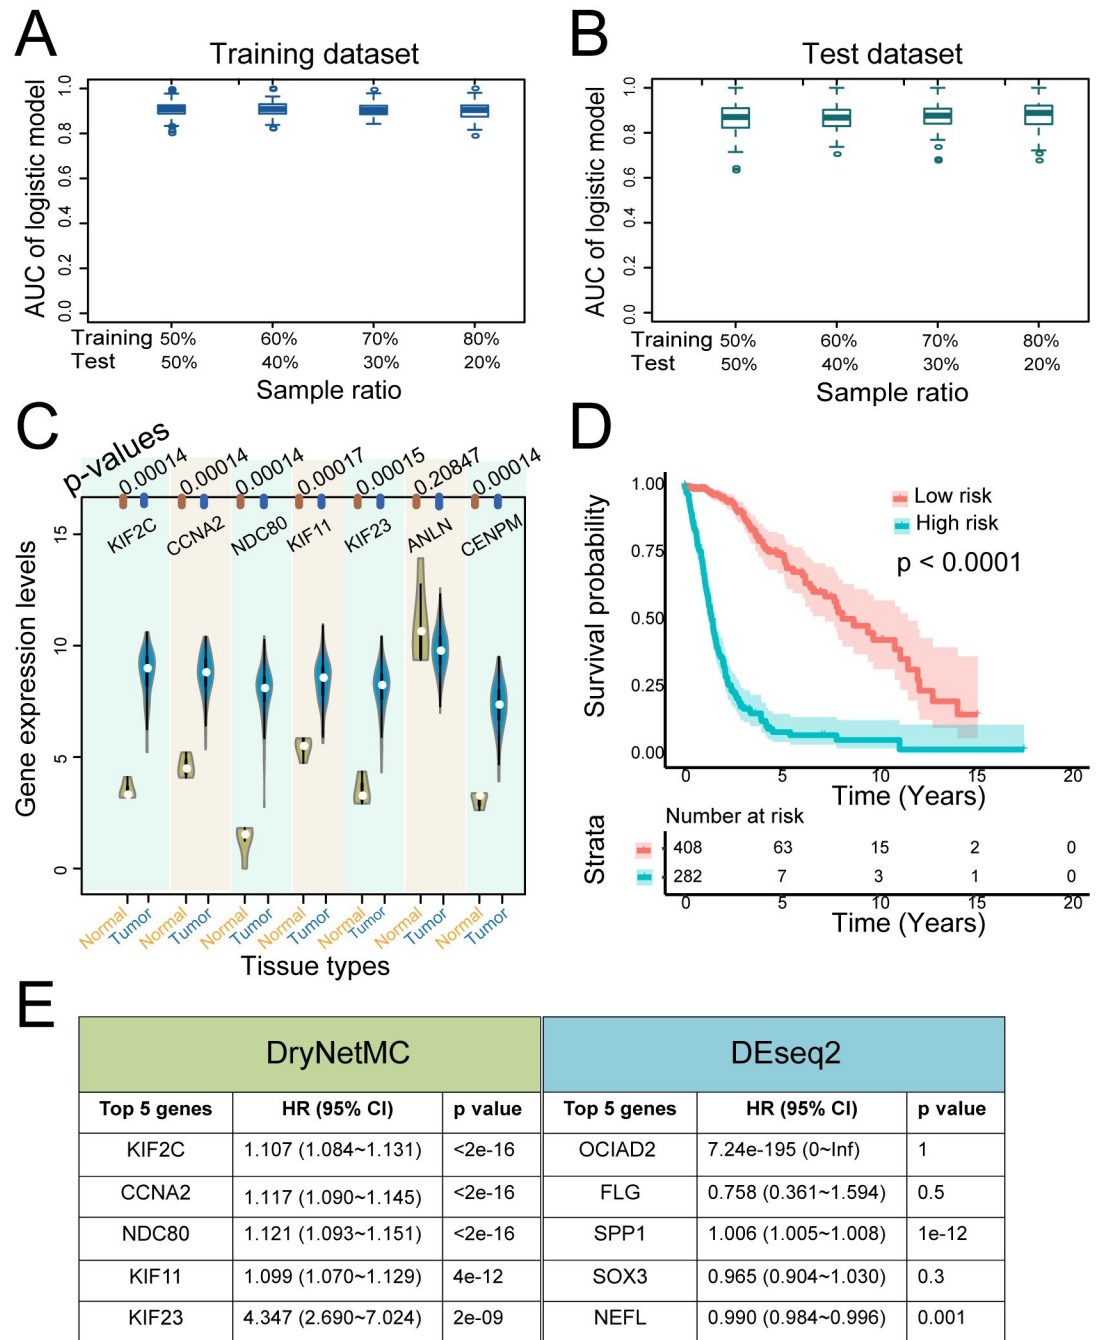 A
Training dataset
AUC of logistic model
1.0
0.8
0.6
0.4
0.2
0.0
Training 50% 60% 70% 80%
Test 50% 40% 30% 20%
Sample ratio
B
Test dataset
AUC of logistic model
1.0
0.8
0.6
0.4
0.2
0.0
Training 50% 60% 70% 80%
Test 50% 40% 30% 20%
Sample ratio
C
p-values
0.00014 0.00014 0.00014 0.00017 0.00015 0.20847 0.00014
KIF2C CCNA2 NDC80 KIF11 KIF23 ANLN CENPM
Gene expression levels
15
10
5
0
Normal Tumor Normal Tumor Normal Tumor Normal Tumor Normal Tumor Normal Tumor Normal Tumor
Tissue types
D
Survival probability
1.00
0.75
0.50
0.25
0.00
Low risk
High risk
p < 0.0001
0 5 10 15 20
Time (Years)
Number at risk
Strata
408 63 15 2 0
282 7 3 1 0
0 5 10 15 20
Time (Years)
E
DryNetMC DEseq2
Top 5 genes HR (95% CI) p value Top 5 genes HR (95% CI) p value
KIF2C 1.107 (1.084~1.131) <2e-16 OCIAD2 7.24e-195 (0~Inf) 1
CCNA2 1.117 (1.090~1.145) <2e-16 FLG 0.758 (0.361~1.594) 0.5
NDC80 1.121 (1.093~1.151) <2e-16 SPP1 1.006 (1.005~1.008) 1e-12
KIF11 1.099 (1.070~1.129) 4e-12 SOX3 0.965 (0.904~1.030) 0.3
KIF23 4.347 (2.690~7.024) 2e-09 NEFL 0.990 (0.984~0.996) 0.001